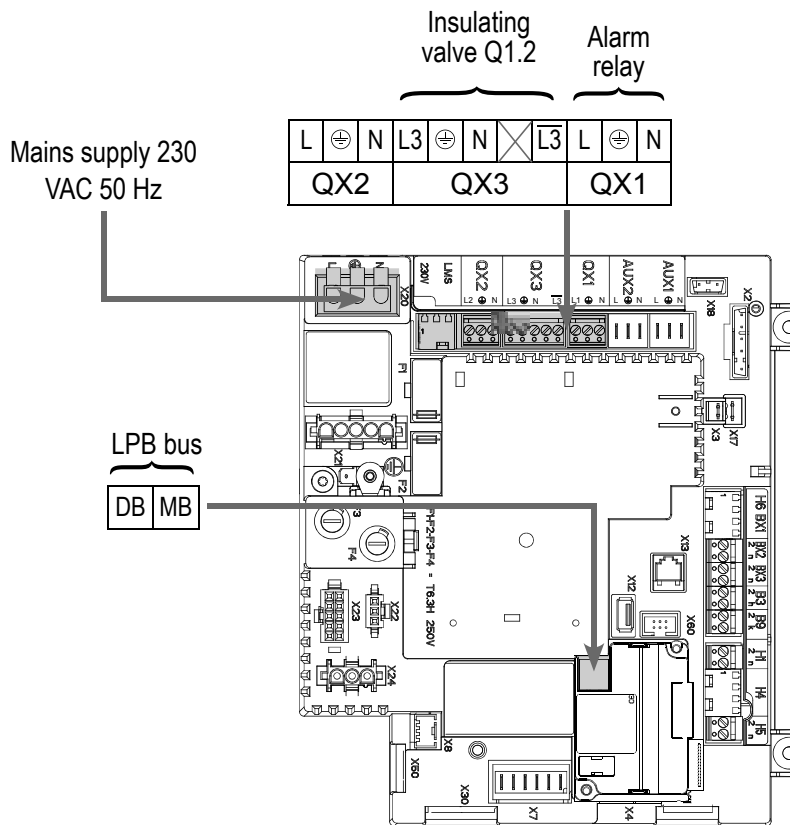 Insulating
valve Q1.2
Alarm
relay
L ⏚ N L3 ⏚ N L3 L ⏚ N
QX2 QX3 QX1
Mains supply 230
VAC 50 Hz
L N
X20
230V
LMS
QX2
QX3
QX1
AUX2
AUX1
L2 N L3 N L3 L1 N L N L N
1
X18
X2
F1
F2
X21
X3
X17
LPB bus
DB MB
F3
F4
F1-F2-F3-F4 = T6.3H 250V
H6 BX1
BX2
BX3
B3
B9
H1
H4
H5
X13
X12
X60
X23
X22
X24
X8
X50
X30
X7
X4